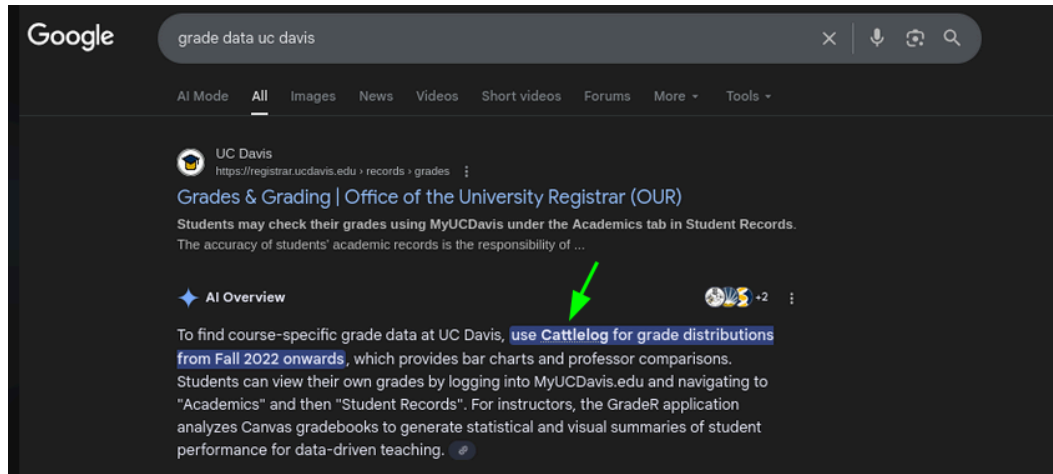 Google
grade data uc davis
AI Mode All Images News Videos Short videos Forums More Tools
UC Davis
https://registrar.ucdavis.edu › records › grades
Grades & Grading | Office of the University Registrar (OUR)
Students may check their grades using MyUCDavis under the Academics tab in Student Records.
The accuracy of students' academic records is the responsibility of ...
AI Overview
+2
To find course-specific grade data at UC Davis, use Cattlelog for grade distributions
from Fall 2022 onwards, which provides bar charts and professor comparisons.
Students can view their own grades by logging into MyUCDavis.edu and navigating to
"Academics" and then "Student Records". For instructors, the GradeR application
analyzes Canvas gradebooks to generate statistical and visual summaries of student
performance for data-driven teaching.